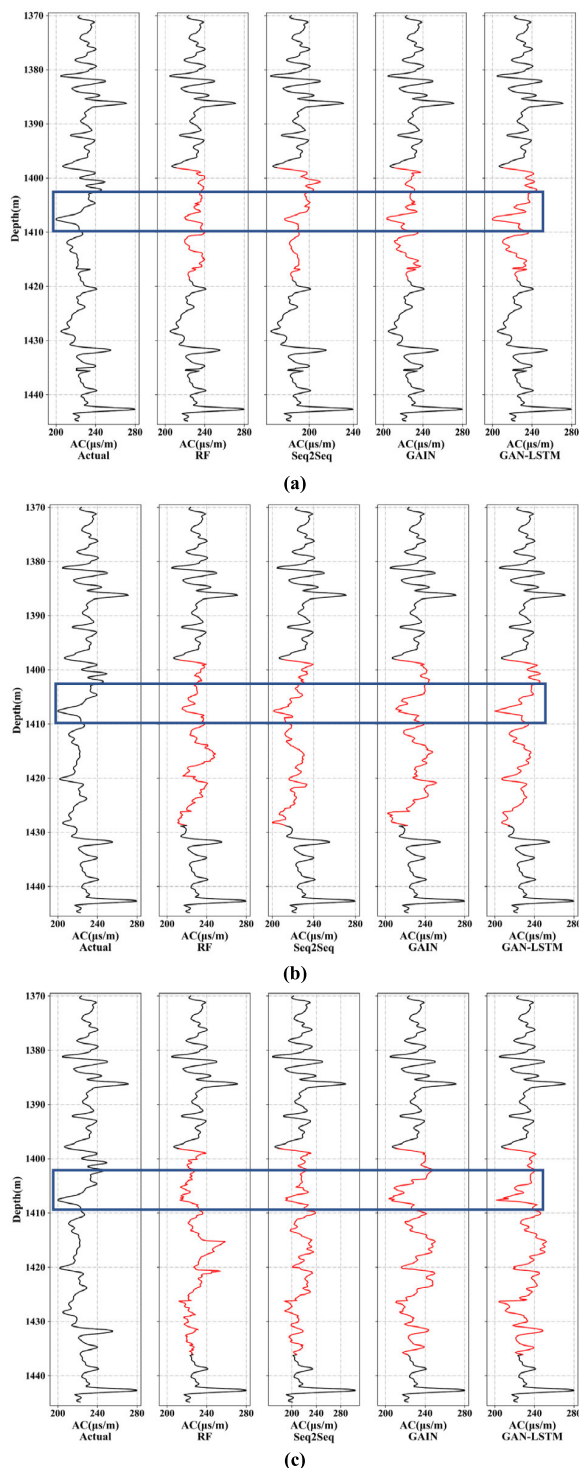 1370
1380
1390
1400
1410
1420
1430
1440
Depth(m)
200 240 280 200 240 280 160 200 240 200 240 280 200 240 280
AC(μs/m) AC(μs/m) AC(μs/m) AC(μs/m) AC(μs/m)
Actual RF Seq2Seq GAIN GAN-LSTM
(a)
1370
1380
1390
1400
1410
1420
1430
1440
Depth(m)
200 240 280 200 240 280 200 240 280 200 240 280 200 240 280
AC(μs/m) AC(μs/m) AC(μs/m) AC(μs/m) AC(μs/m)
Actual RF Seq2Seq GAIN GAN-LSTM
(b)
1370
1380
1390
1400
1410
1420
1430
1440
Depth(m)
200 240 280 200 240 280 160 200 240 280 200 240 280 200 240 280
AC(μs/m) AC(μs/m) AC(μs/m) AC(μs/m) AC(μs/m)
Actual RF Seq2Seq GAIN GAN-LSTM
(c)